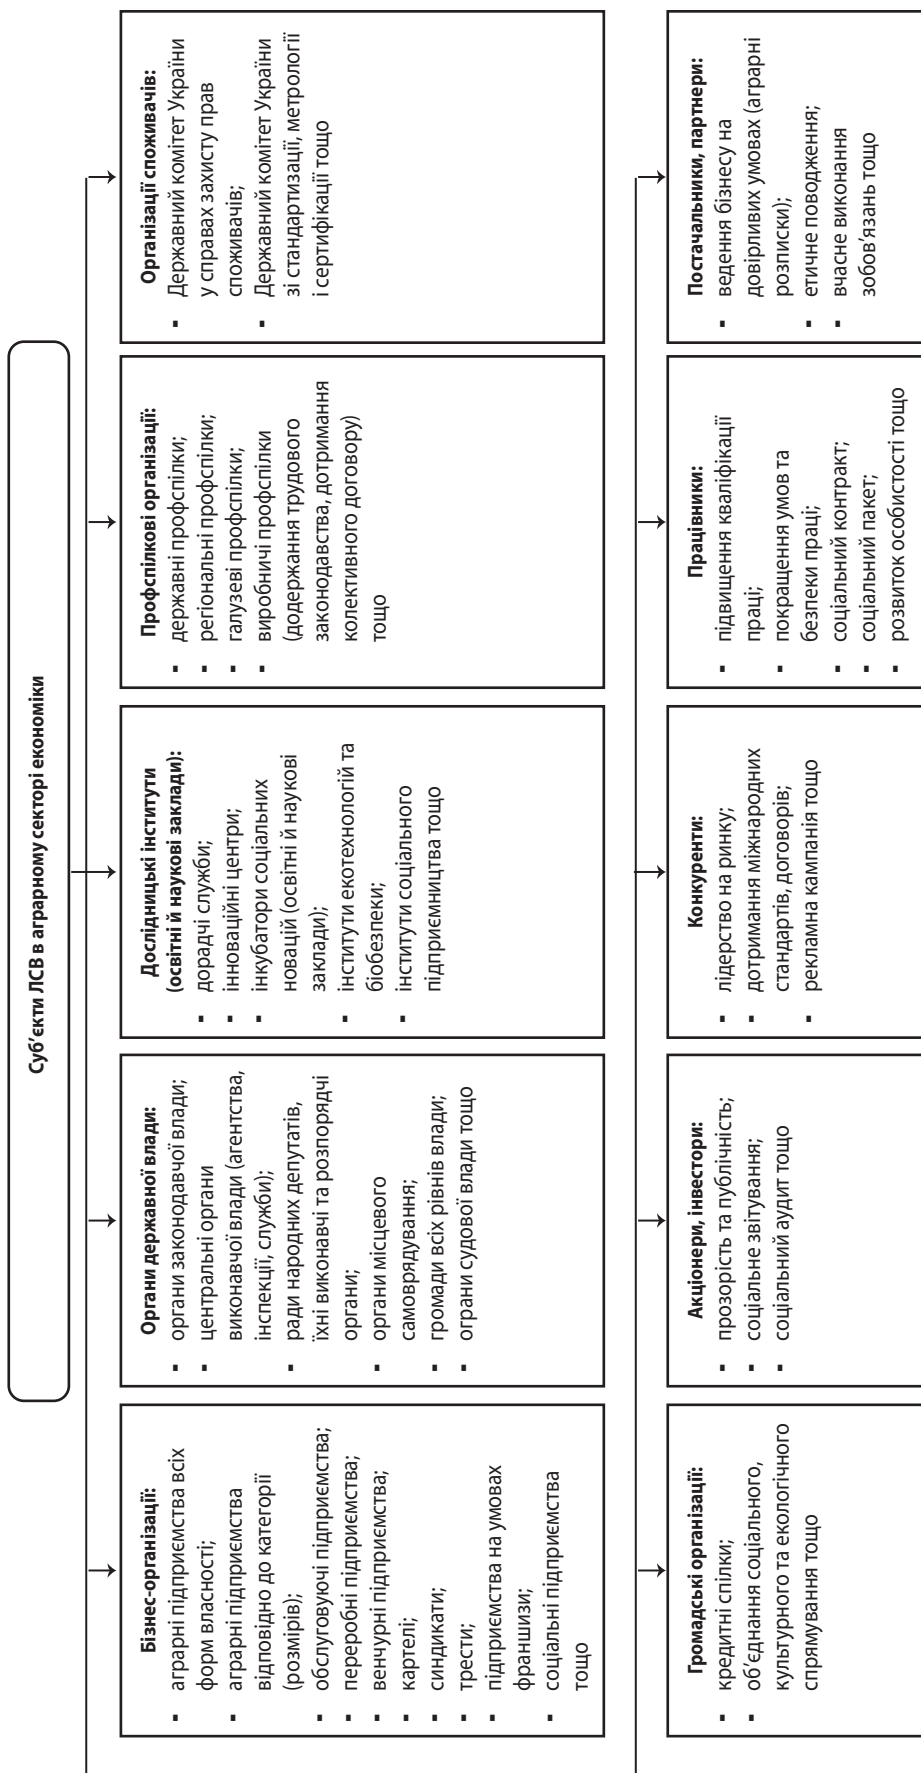 Суб'єкти ЛСВ в аграрному секторі економіки
Бізнес-організації:
▪ аграрні підприємства всіх
форм власності;
▪ аграрні підприємства
відповідно до категорії
(розмірів);
▪ обслуговуючі підприємства;
▪ переробні підприємства;
▪ венчурні підприємства;
▪ картелі;
▪ синдикати;
▪ трести;
▪ підприємства на умовах
франшизи;
▪ соціальні підприємства
тощо
Органи державної влади:
▪ органи законодавчої влади;
▪ центральні органи
виконавчої влади (агентства,
інспекції, служби);
▪ ради народних депутатів,
їхні виконавчі та розпорядчі
органи;
▪ органи місцевого
самоврядування;
▪ громади всіх рівнів влади;
▪ ограни судової влади тощо
Дослідницькі інститути
(освітні й наукові заклади):
▪ дорадчі служби;
▪ інноваційні центри;
▪ інкубатори соціальних
новацій (освітні й наукові
заклади);
▪ інститути екотехнологій та
біобезпеки;
▪ інститути соціального
підприємництва тощо
Профспілкові організації:
▪ державні профспілки;
▪ регіональні профспілки;
▪ галузеві профспілки;
▪ виробничі профспілки
(додержання трудового
законодавства, дотримання
колективного договору)
тощо
Організації споживачів:
▪ Державний комітет України
у справах захисту прав
споживачів;
▪ Державний комітет України
зі стандартизації, метрології
і сертифікації тощо
Громадські організації:
▪ кредитні спілки;
▪ об'єднання соціального,
культурного та екологічного
спрямування тощо
Акціонери, інвестори:
▪ прозорість та публічність;
▪ соціальне звітування;
▪ соціальний аудит тощо
Конкуренти:
▪ лідерство на ринку;
▪ дотримання міжнародних
стандартів, договорів;
▪ рекламна кампанія тощо
Працівники:
▪ підвищення кваліфікації
праці;
▪ покращення умов та
безпеки праці;
▪ соціальний контракт;
▪ соціальний пакет;
▪ розвиток особистості тощо
Постачальники, партнери:
▪ ведення бізнесу на
довірливих умовах (аграрні
розписки);
▪ етичне поводження;
▪ вчасне виконання
зобов'язань тощо